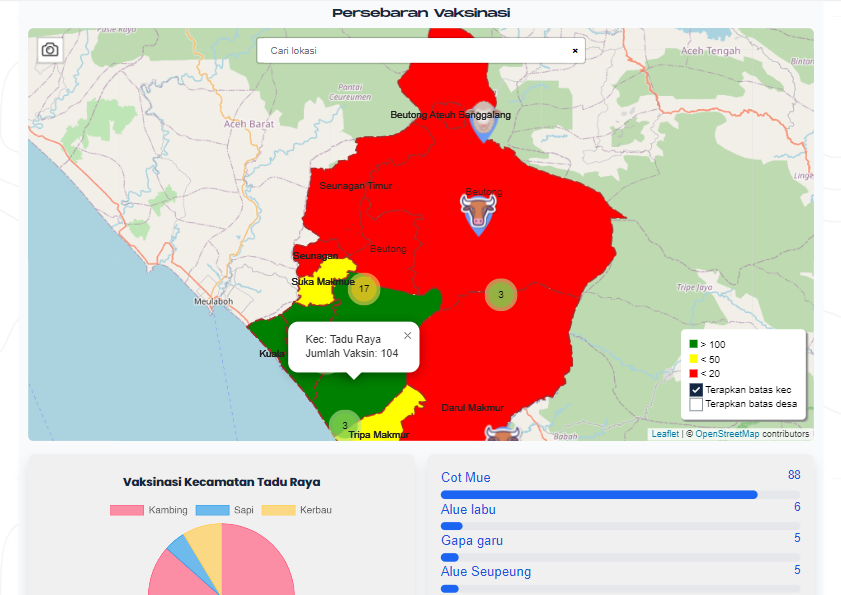 Persebaran Vaksinasi
Cari lokasi
×
Aceh Tengah
Pantai
Ceureumen
Aceh Barat
Beutong Ateuh Banggalang
Seunagan Timur
Beutong
Linge
Beutong
Seunagan
Suka Makmue
17
3
Tripe Jaya
Meulaboh
Kec: Tadu Raya
Jumlah Vaksin: 104
×
Kuala
> 100
< 50
< 20
Terapkan batas kec
Terapkan batas desa
Darul Makmur
3
Tripa Makmur
Babah
Leaflet | © OpenStreetMap contributors
Vaksinasi Kecamatan Tadu Raya
Kambing Sapi Kerbau
Cot Mue 88
Alue labu 6
Gapa garu 5
Alue Seupeung 5